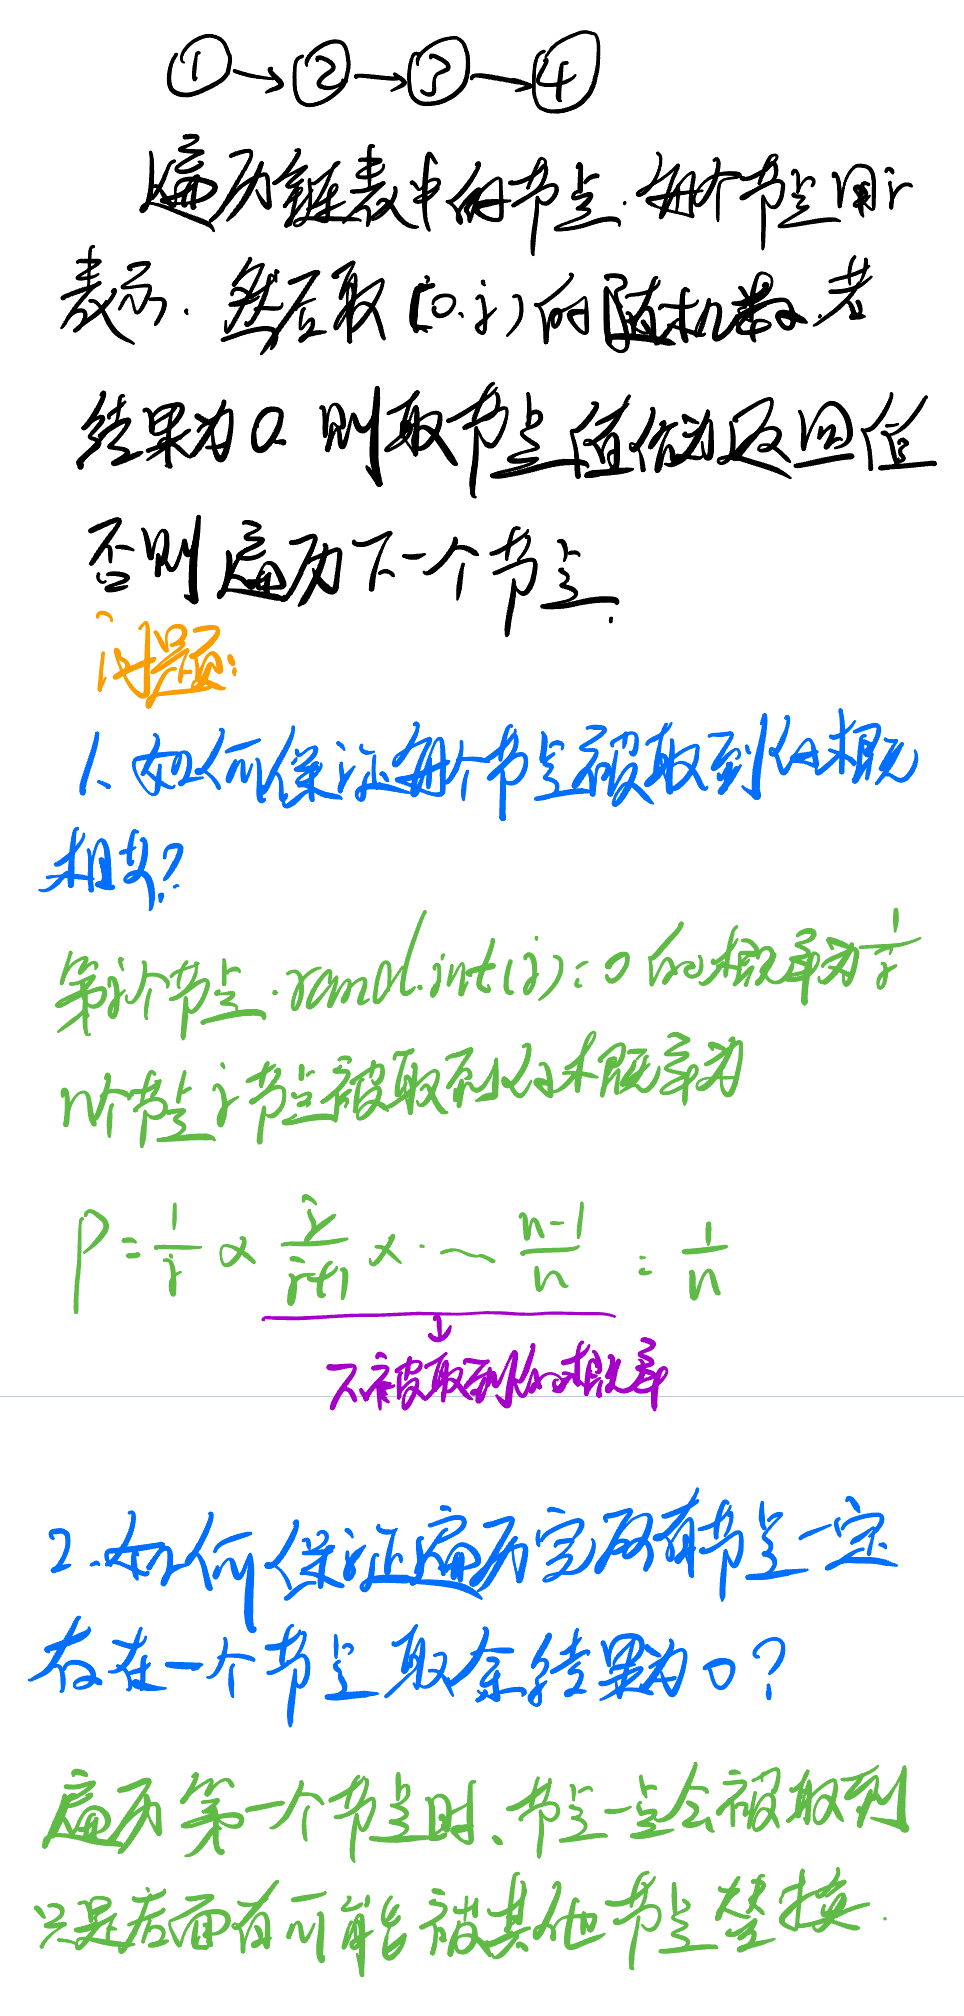 ① → ② → ③ → ④
遍历链表中的节点.每个节点用i
表示.然后取[0,i)的随机数.若
结果为0 则取节点值作为返回值
否则遍历下一个节点.
问题:
1、如何保证每个节点被取到的概率
相等?
第i个节点.rand.int(i)=0的概率为1/i
n个节点i节点被取到的概率为
P = 1/i × i/(i+1) × ... (n-1)/n = 1/n
不被取到的概率
2.如何保证遍历完所有节点一定
存在一个节点取余结果为0?
遍历第一个节点时、节点一定会被取到
只是后面有可能被其他节点替换.